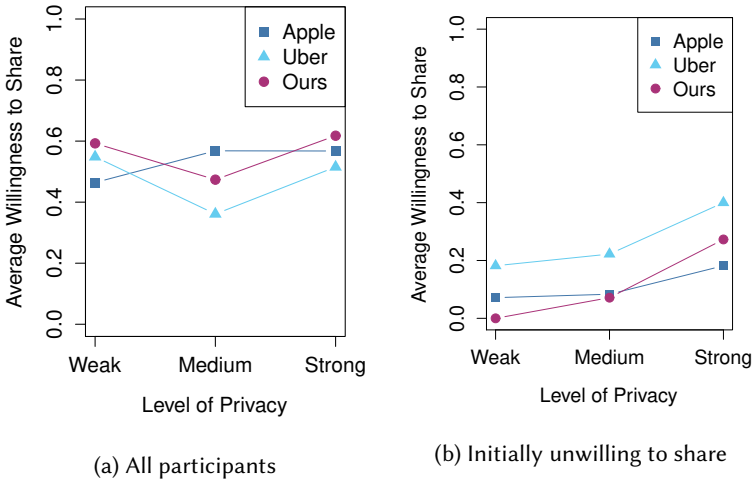 Average Willingness to Share
1.0
0.8
0.6
0.4
0.2
0.0
Apple
Uber
Ours
Weak
Medium
Strong
Level of Privacy
(a) All participants
Average Willingness to Share
1.0
0.8
0.6
0.4
0.2
0.0
Apple
Uber
Ours
Weak
Medium
Strong
Level of Privacy
(b) Initially unwilling to share